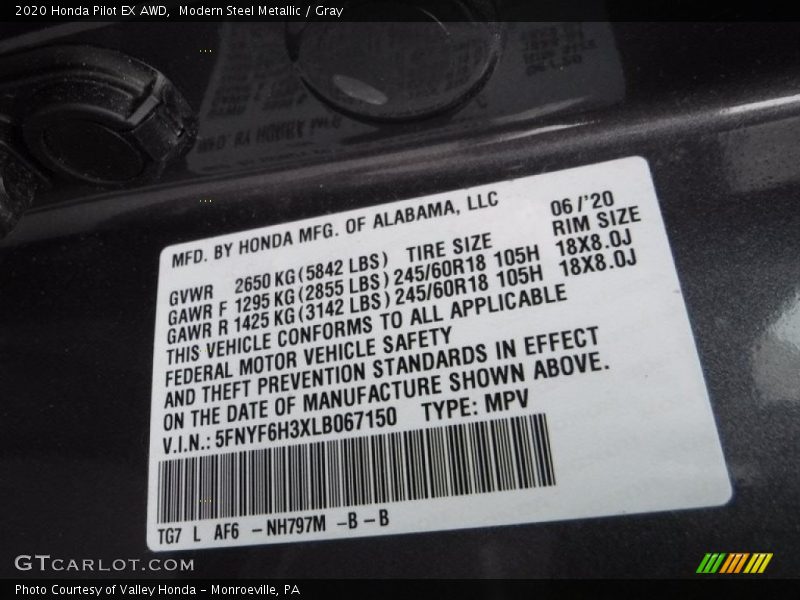 2020 Honda Pilot EX AWD, Modern Steel Metallic / Gray
MFD. BY HONDA MFG. OF ALABAMA, LLC 06/'20
GVWR 2650 KG (5842 LBS) TIRE SIZE RIM SIZE
GAWR F 1295 KG (2855 LBS) 245/60R18 105H 18X8.0J
GAWR R 1425 KG (3142 LBS) 245/60R18 105H 18X8.0J
THIS VEHICLE CONFORMS TO ALL APPLICABLE
FEDERAL MOTOR VEHICLE SAFETY
AND THEFT PREVENTION STANDARDS IN EFFECT
ON THE DATE OF MANUFACTURE SHOWN ABOVE.
V.I.N.: 5FNYF6H3XLB067150 TYPE: MPV
TG7 L AF6 - NH797M - B - B
GTCARLOT.COM
Photo Courtesy of Valley Honda - Monroeville, PA